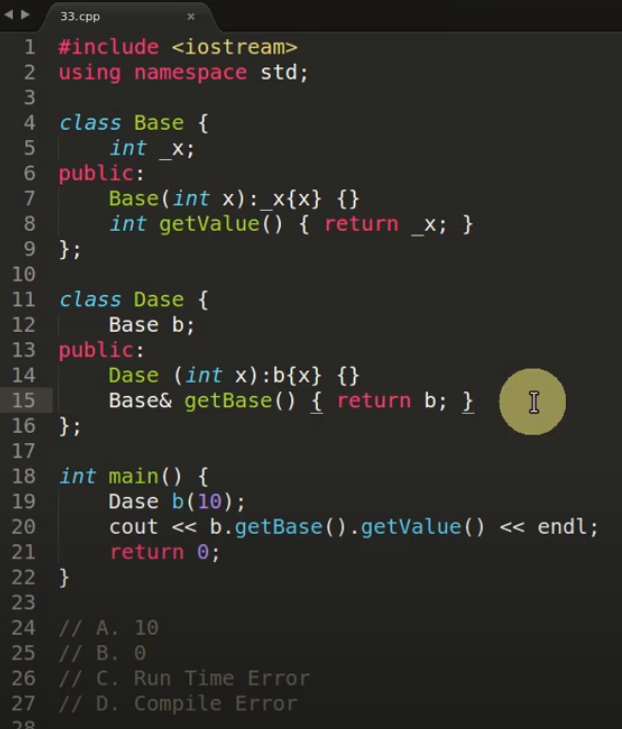 33.cpp ×
1 #include <iostream>
2 using namespace std;
3
4 class Base {
5     int _x;
6 public:
7     Base(int x):_x{x} {}
8     int getValue() { return _x; }
9 };
10
11 class Dase {
12     Base b;
13 public:
14     Dase (int x):b{x} {}
15     Base& getBase() { return b; }
16 };
17
18 int main() {
19     Dase b(10);
20     cout << b.getBase().getValue() << endl;
21     return 0;
22 }
23
24 // A. 10
25 // B. 0
26 // C. Run Time Error
27 // D. Compile Error
28